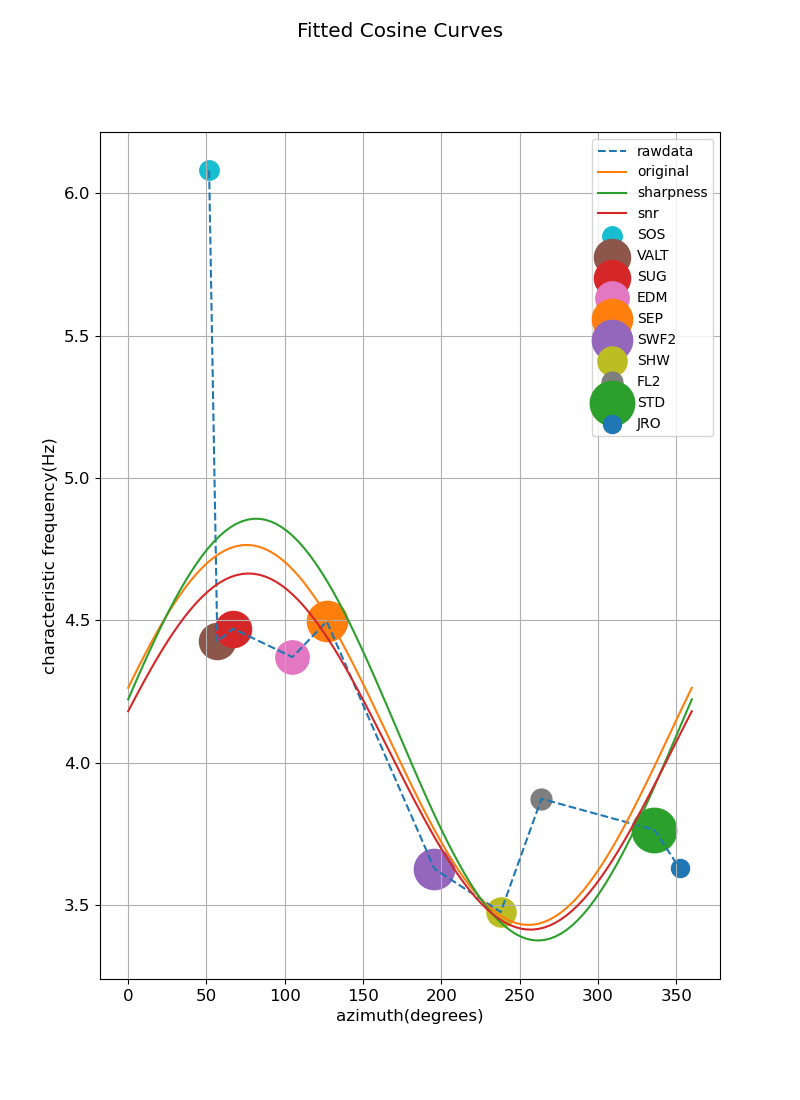 Fitted Cosine Curves
rawdata
original
sharpness
snr
SOS
VALT
SUG
EDM
SEP
SWF2
SHW
FL2
STD
JRO
characteristic frequency(Hz)
6.0
5.5
5.0
4.5
4.0
3.5
0 50 100 150 200 250 300 350
azimuth(degrees)